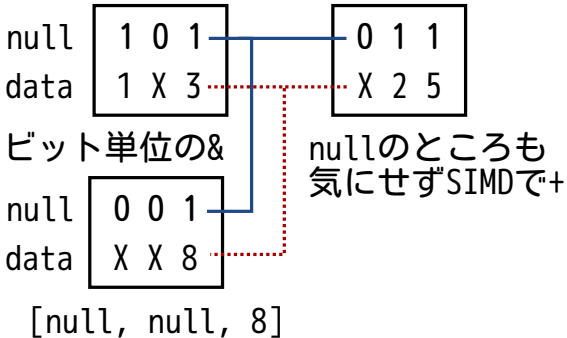 null 1 0 1 0 1 1
data 1 X 3 X 2 5
ビット単位の&
nullのところも
気にせずSIMDで+
null 0 0 1
data X X 8
[null, null, 8]